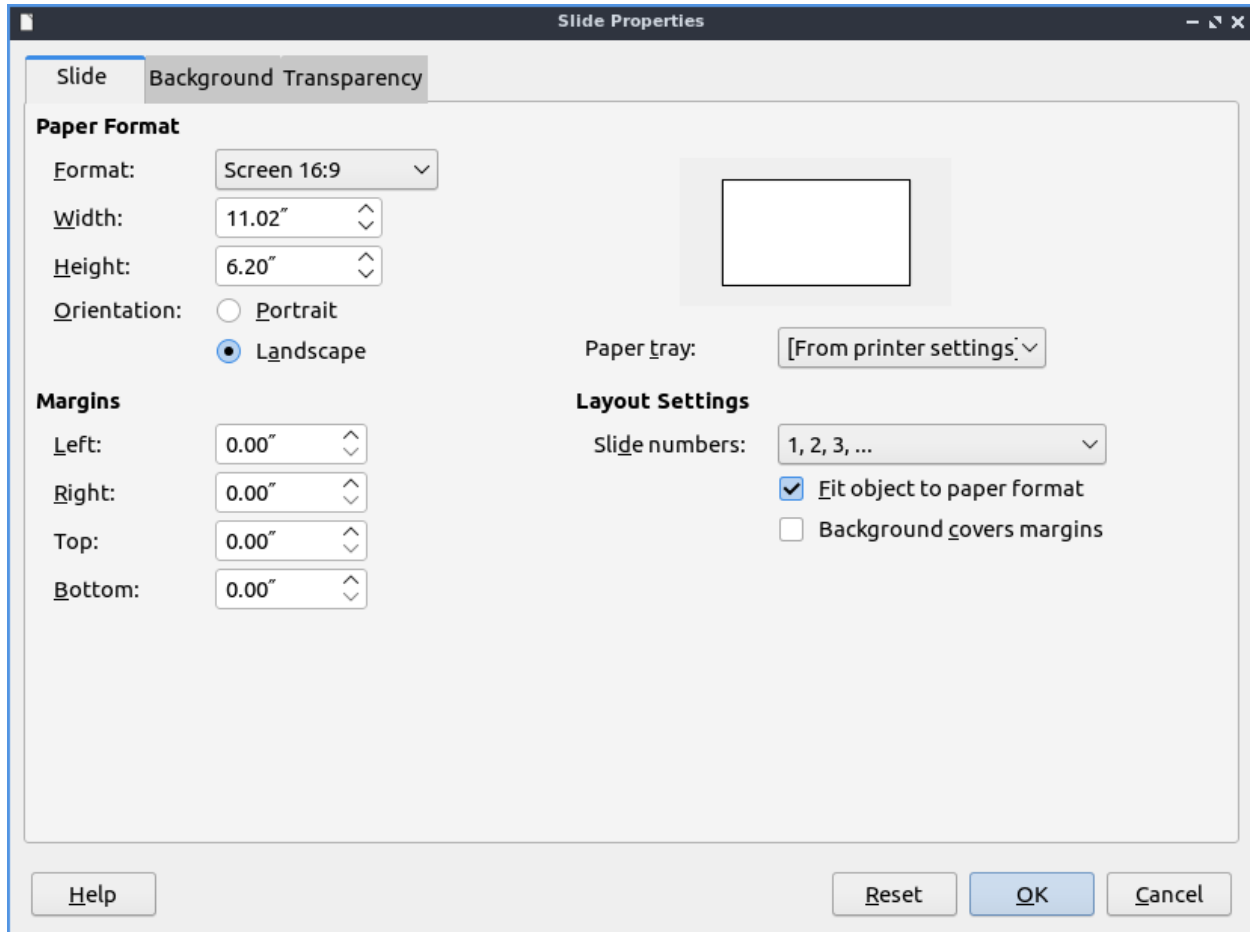 Slide Properties
Slide Background Transparency
Paper Format
Format: Screen 16:9
Width: 11.02″
Height: 6.20″
Orientation: Portrait
Landscape
Paper tray: [From printer settings]
Margins
Left: 0.00″
Right: 0.00″
Top: 0.00″
Bottom: 0.00″
Layout Settings
Slide numbers: 1, 2, 3, ...
Fit object to paper format
Background covers margins
Help Reset OK Cancel